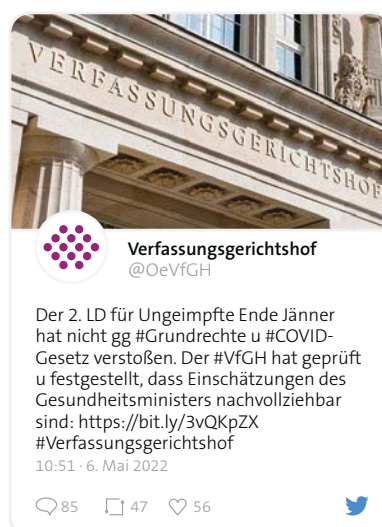 VERFASSUNGSGERICHTSHOF
Verfassungsgerichtshof
@OeVfGH
Der 2. LD für Ungeimpfte Ende Jänner
hat nicht gg #Grundrechte u #COVID-
Gesetz verstoßen. Der #VfGH hat geprüft
u festgestellt, dass Einschätzungen des
Gesundheitsministers nachvollziehbar
sind: https://bit.ly/3vQKpZX
#Verfassungsgerichtshof
10:51 · 6. Mai 2022
85 47 56